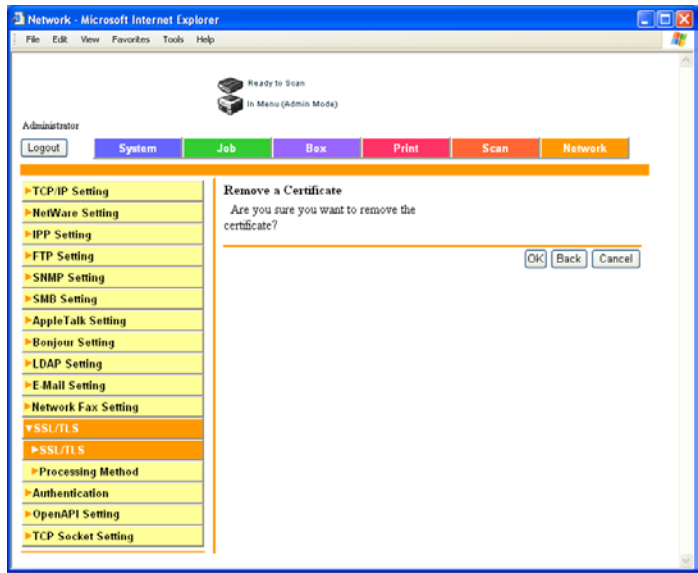 Network - Microsoft Internet Explorer
File Edit View Favorites Tools Help
Ready to Scan
In Menu (Admin Mode)
Administrator
Logout System Job Box Print Scan Network
TCP/IP Setting
NetWare Setting
IPP Setting
FTP Setting
SNMP Setting
SMB Setting
AppleTalk Setting
Bonjour Setting
LDAP Setting
E-Mail Setting
Network Fax Setting
SSL/TLS
SSL/TLS
Processing Method
Authentication
OpenAPI Setting
TCP Socket Setting
Remove a Certificate
Are you sure you want to remove the
certificate?
OK Back Cancel